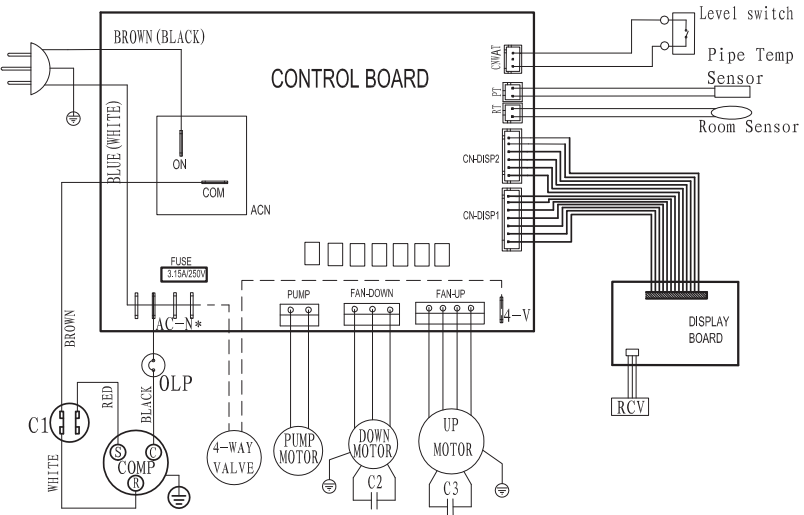 Level switch
BROWN(BLACK)
CNWAT
Pipe Temp
Sensor
CONTROL BOARD
PT
RT
Room Sensor
BLUE(WHITE)
ON
CN-DISP2
COM
ACN
CN-DISP1
FUSE
3.15A/250V
PUMP
FAN-DOWN
FAN-UP
AC-N*
4-V
DISPLAY
BOARD
BROWN
OLP
RED
BLACK
RCV
C1
S
C
COMP
R
WHITE
4-WAY
VALVE
PUMP
MOTOR
DOWN
MOTOR
UP
MOTOR
C2
C3